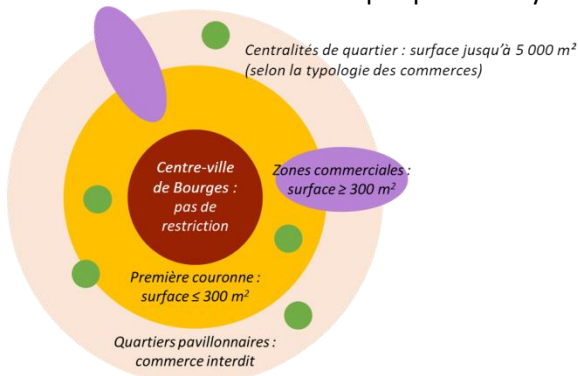 Centralités de quartier : surface jusqu'à 5 000 m²
(selon la typologie des commerces)
Centre-ville
de Bourges :
pas de
restriction
Zones commerciales :
surface ≥ 300 m²
Première couronne :
surface ≤ 300 m²
Quartiers pavillonnaires :
commerce interdit